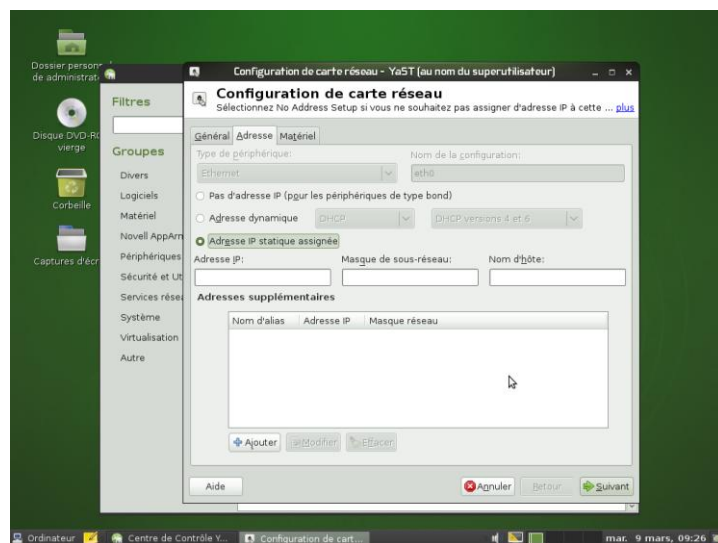 Dossier person
de administrat
Disque DVD-R
vierge
Corbeille
Captures d'écr
Filtres
Groupes
Divers
Logiciels
Matériel
Novell AppArn
Périphériques
Sécurité et Ut
Services rése
Système
Virtualisation
Autre
Configuration de carte réseau - YaST (au nom du superutilisateur)
Configuration de carte réseau
Sélectionnez No Address Setup si vous ne souhaitez pas assigner d'adresse IP à cette ... plus
Général Adresse Matériel
Type de périphérique: Nom de la configuration:
Ethernet eth0
Pas d'adresse IP (pour les périphériques de type bond)
Adresse dynamique DHCP DHCP versions 4 et 6
Adresse IP statique assignée
Adresse IP: Masque de sous-réseau: Nom d'hôte:
Adresses supplémentaires
Nom d'alias Adresse IP Masque réseau
Ajouter Modifier Effacer
Aide Annuler Retour Suivant
Ordinateur Centre de Contrôle Y... Configuration de cart... mar. 9 mars, 09:26